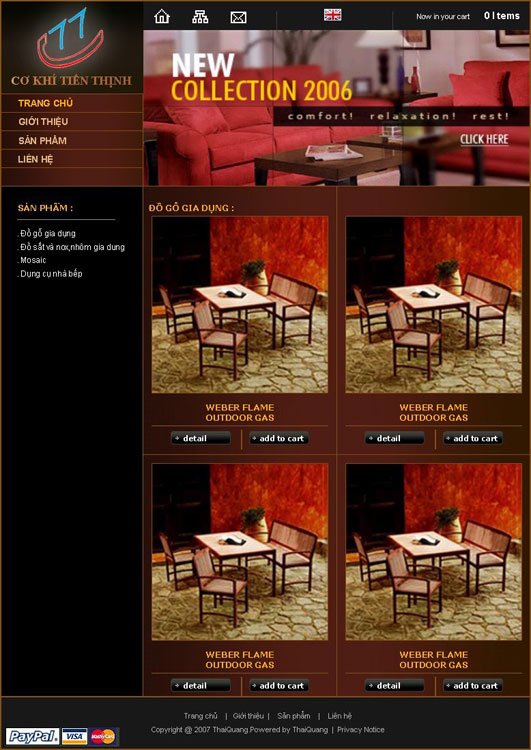 CƠ KHÍ TIẾN THỊNH
Now in your cart 0 Items
NEW
COLLECTION 2006
comfort! relaxation! rest!
CLICK HERE
TRANG CHỦ
GIỚI THIỆU
SẢN PHẨM
LIÊN HỆ
SẢN PHẨM :
. Đồ gỗ gia dụng
. Đồ sắt và nox,nhôm gia dung
. Mosaic
. Dụng cụ nhà bếp
ĐỒ GỖ GIA DỤNG :
WEBER FLAME
OUTDOOR GAS
detail add to cart
WEBER FLAME
OUTDOOR GAS
detail add to cart
WEBER FLAME
OUTDOOR GAS
detail add to cart
WEBER FLAME
OUTDOOR GAS
detail add to cart
Trang chủ | Giới thiệu | Sản phẩm | Liên hệ
Copyright @ 2007 ThaiQuang,Powered by ThaiQuang | Privacy Notice
PayPal VISA MasterCard